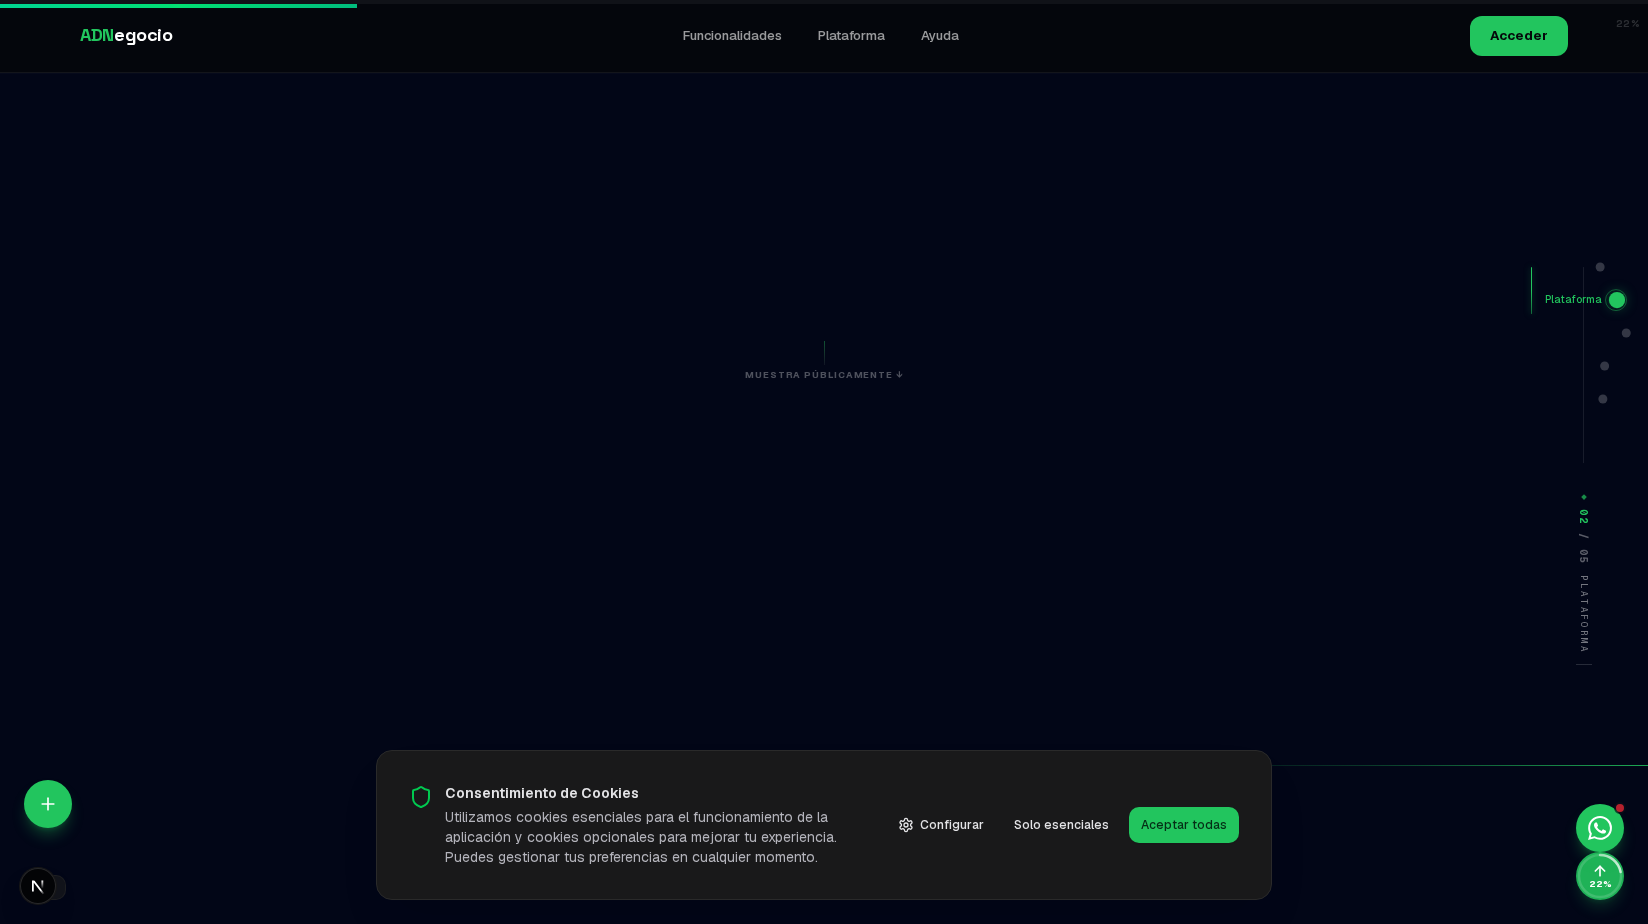 ADNegocio
Funcionalidades
Plataforma
Ayuda
Acceder
22%
Plataforma
MUESTRA PÚBLICAMENTE ↓
◆ 02 / 05 PLATAFORMA
Consentimiento de Cookies
Utilizamos cookies esenciales para el funcionamiento de la
aplicación y cookies opcionales para mejorar tu experiencia.
Puedes gestionar tus preferencias en cualquier momento.
Configurar
Solo esenciales
Aceptar todas
N
22%